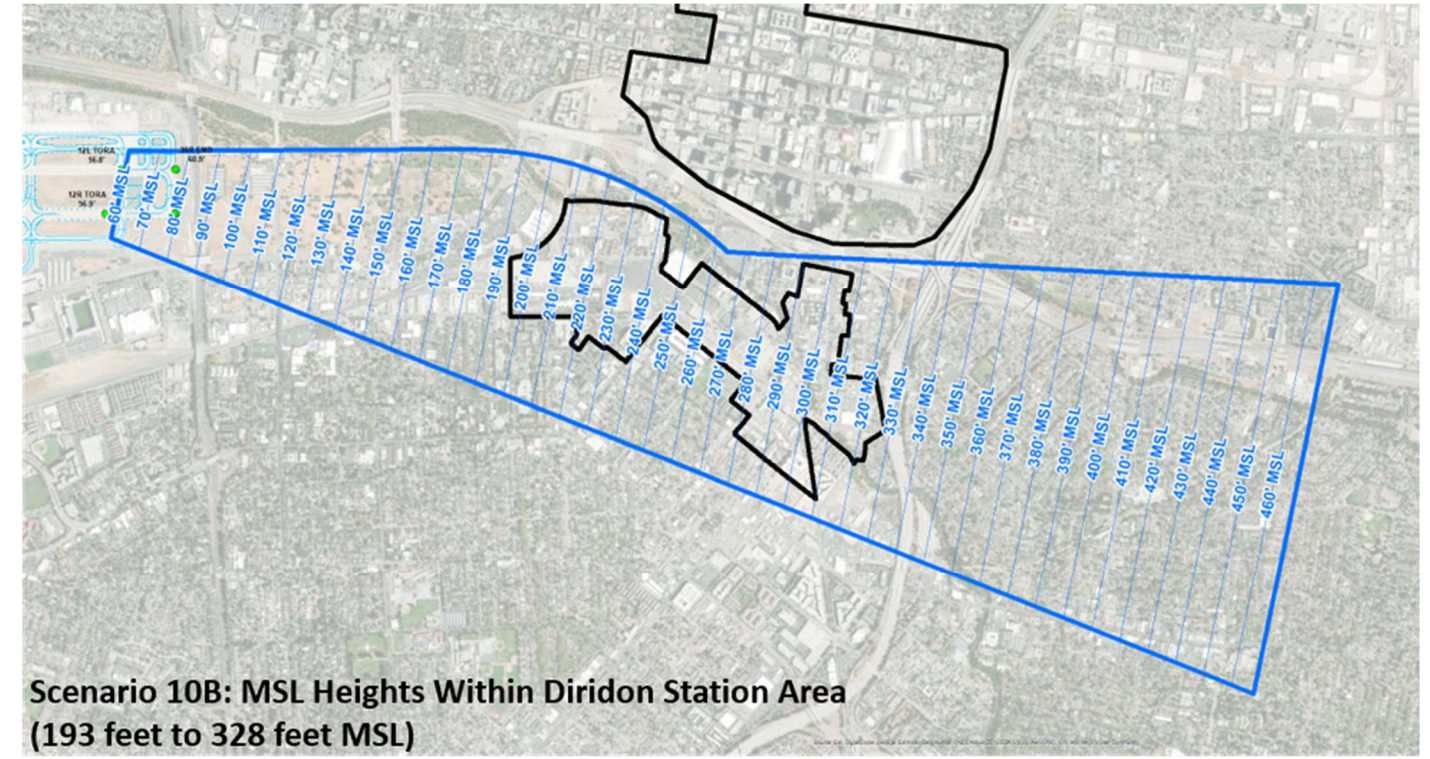 12L TORA
56.8'
60.5'
12R TORA
56.9'
60' MSL
70' MSL
80' MSL
90' MSL
100' MSL
110' MSL
120' MSL
130' MSL
140' MSL
150' MSL
160' MSL
170' MSL
180' MSL
190' MSL
200' MSL
210' MSL
220' MSL
230' MSL
240' MSL
250' MSL
260' MSL
270' MSL
280' MSL
290' MSL
300' MSL
310' MSL
320' MSL
330' MSL
340' MSL
350' MSL
360' MSL
370' MSL
380' MSL
390' MSL
400' MSL
410' MSL
420' MSL
430' MSL
440' MSL
450' MSL
460' MSL
Scenario 10B: MSL Heights Within Diridon Station Area
(193 feet to 328 feet MSL)